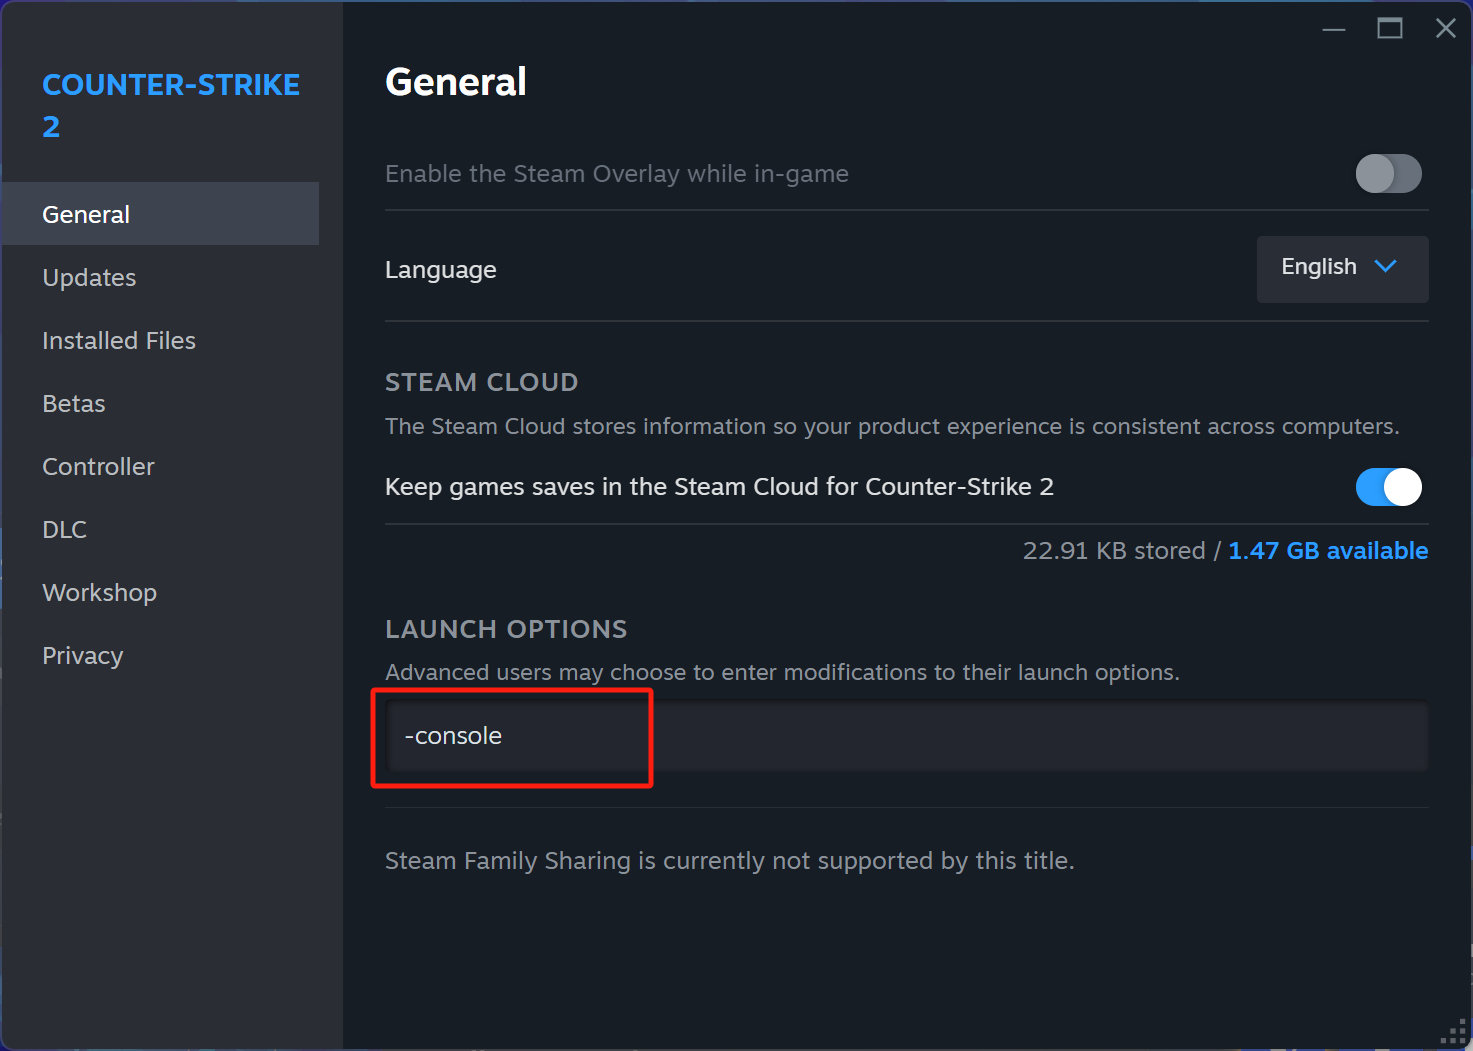 COUNTER-STRIKE
2
General
Updates
Installed Files
Betas
Controller
DLC
Workshop
Privacy
General
Enable the Steam Overlay while in-game
Language
English
STEAM CLOUD
The Steam Cloud stores information so your product experience is consistent across computers.
Keep games saves in the Steam Cloud for Counter-Strike 2
22.91 KB stored / 1.47 GB available
LAUNCH OPTIONS
Advanced users may choose to enter modifications to their launch options.
-console
Steam Family Sharing is currently not supported by this title.